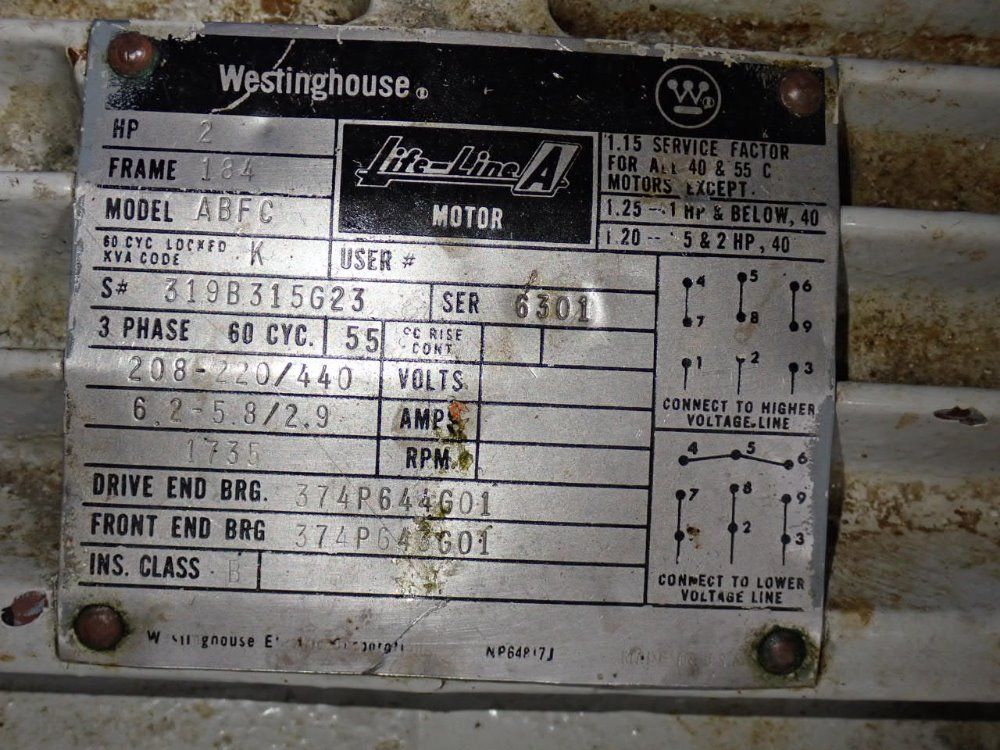 Westinghouse®
W
HP 2
FRAME 184
MODEL ABFC
60 CYC LOCKED
KVA CODE K
Life-Line A
MOTOR
1.15 SERVICE FACTOR
FOR ALL 40 & 55 C
MOTORS EXCEPT.
1.25 -- 1 HP & BELOW, 40
1.20 -- 5 & 2 HP, 40
USER #
S# 319B315G23
SER 6301
3 PHASE 60 CYC. 55 °C RISE
CONT
208-220/440 VOLTS
6.2-5.8/2.9 AMPS
1735 RPM
DRIVE END BRG. 374P644G01
FRONT END BRG 374P643G01
INS. CLASS B
4 5 6
7 8 9
1 2 3
CONNECT TO HIGHER
VOLTAGE LINE
4 5 6
7 8 9
2 3
CONNECT TO LOWER
VOLTAGE LINE
NP64817J